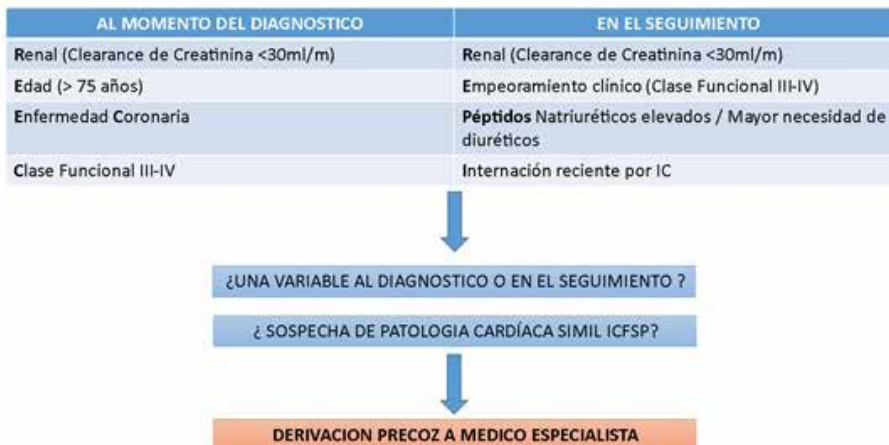 AL MOMENTO DEL DIAGNOSTICO
EN EL SEGUIMIENTO
Renal (Clearance de Creatinina <30ml/m)
Renal (Clearance de Creatinina <30ml/m)
Edad (> 75 años)
Empeoramiento clínico (Clase Funcional III-IV)
Enfermedad Coronaria
Péptidos Natriuréticos elevados / Mayor necesidad de
diuréticos
Clase Funcional III-IV
Internación reciente por IC
¿UNA VARIABLE AL DIAGNOSTICO O EN EL SEGUIMIENTO ?
¿ SOSPECHA DE PATOLOGIA CARDÍACA SIMIL ICFSP?
DERIVACION PRECOZ A MEDICO ESPECIALISTA